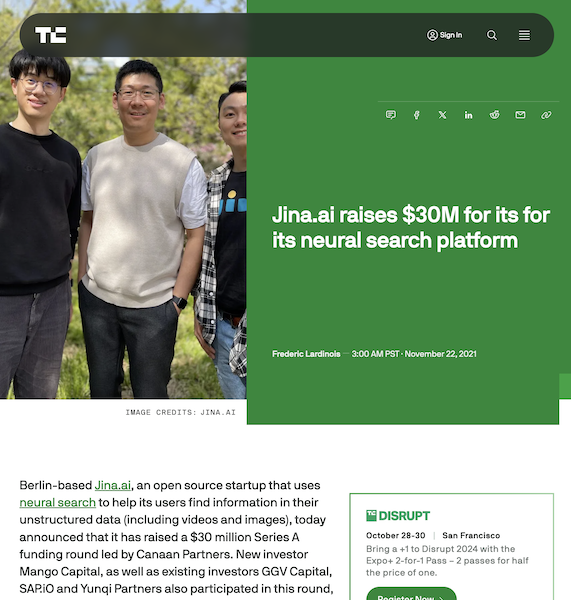 TC
Sign In
Jina.ai raises $30M for its for
its neural search platform
Frederic Lardinois — 3:00 AM PST · November 22, 2021
IMAGE CREDITS: JINA.AI
Berlin-based Jina.ai, an open source startup that uses
neural search to help its users find information in their
unstructured data (including videos and images), today
announced that it has raised a $30 million Series A
funding round led by Canaan Partners. New investor
Mango Capital, as well as existing investors GGV Capital,
SAP.iO and Yunqi Partners also participated in this round,
TC DISRUPT
October 28-30 | San Francisco
Bring a +1 to Disrupt 2024 with the
Expo+ 2-for-1 Pass – 2 passes for half
the price of one.
Register Now